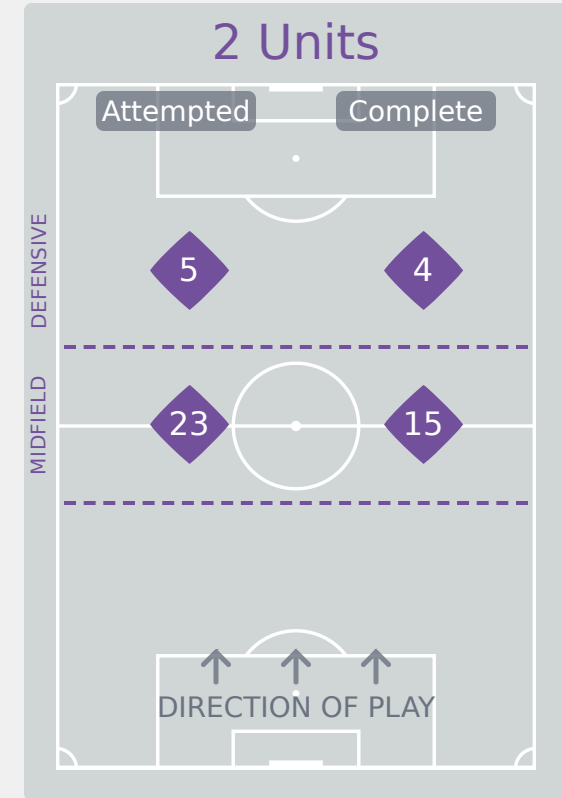 2 Units
Attempted Complete
DEFENSIVE
5 4
MIDFIELD
23 15
DIRECTION OF PLAY